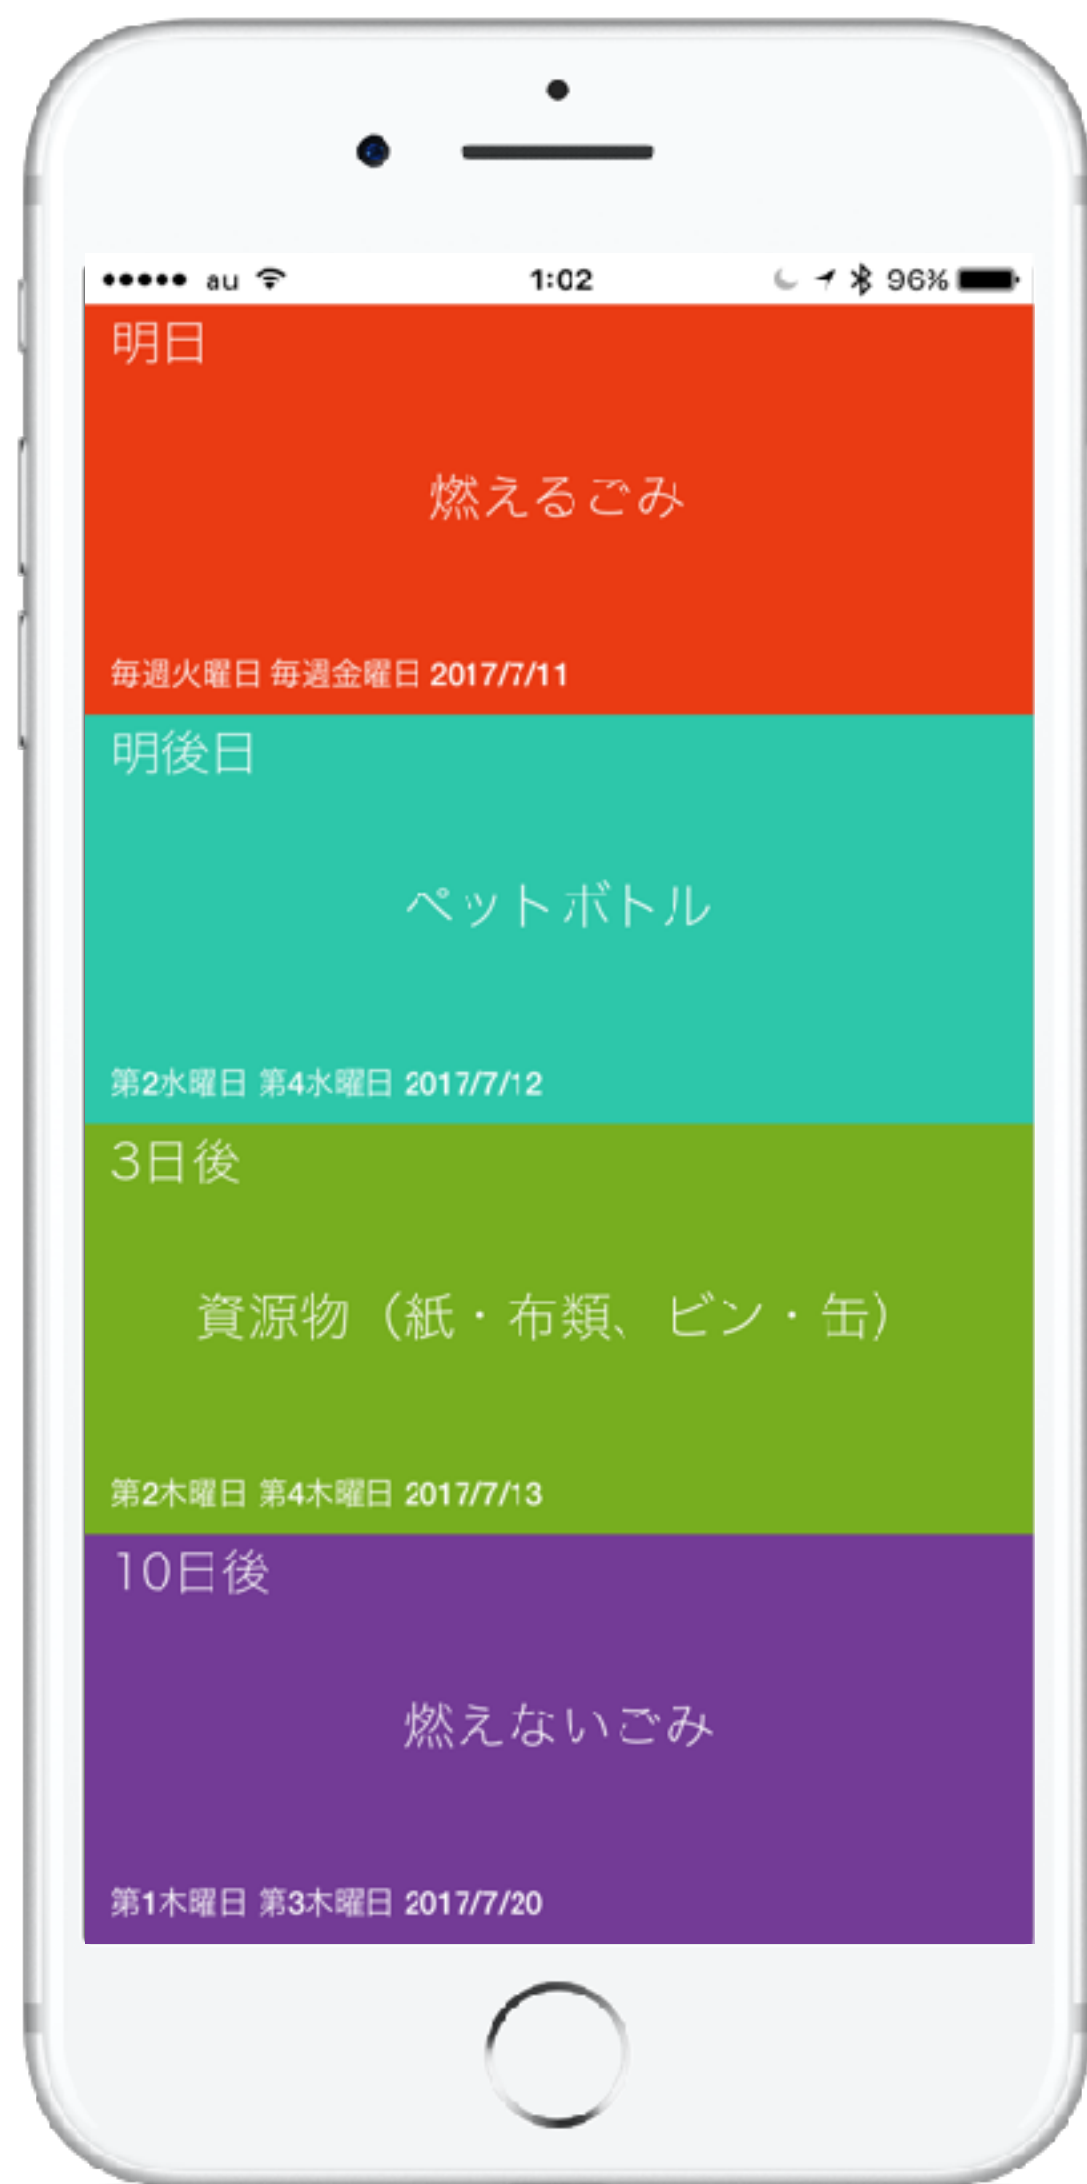 au 1:02 96%
明日
燃えるごみ
毎週火曜日 毎週金曜日 2017/7/11
明後日
ペットボトル
第2水曜日 第4水曜日 2017/7/12
3日後
資源物（紙・布類、ビン・缶）
第2木曜日 第4木曜日 2017/7/13
10日後
燃えないごみ
第1木曜日 第3木曜日 2017/7/20